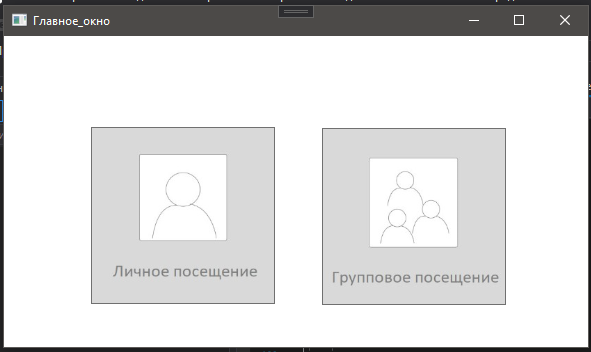 Главное_окно
Личное посещение
Групповое посещение